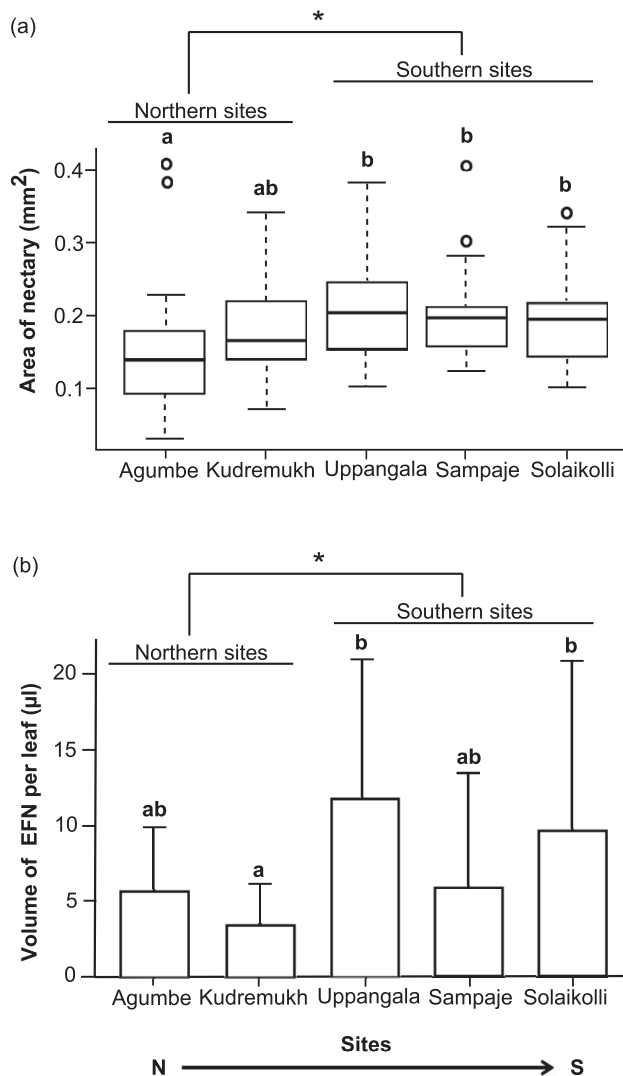 (a)
*
Southern sites
Northern sites
a
ab
b
b
b
Area of nectary (mm²)
0.4
0.3
0.2
0.1
Agumbe Kudremukh Uppangala Sampaje Solaikolli
(b)
*
Southern sites
Northern sites
ab
a
b
ab
b
Volume of EFN per leaf (µl)
20
15
10
5
0
Agumbe Kudremukh Uppangala Sampaje Solaikolli
Sites
N S